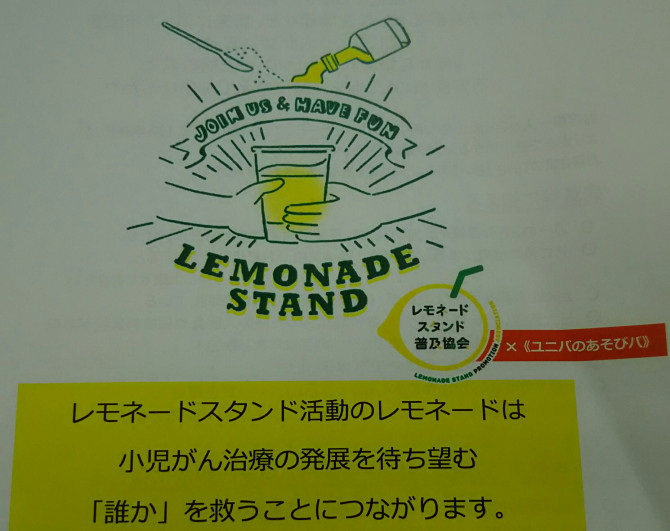 JOIN US & HAVE FUN
LEMONADE
STAND
レモネード
スタンド
普及協会
LEMONADE STAND PROMOTION
×《ユニバのあそびバ》
レモネードスタンド活動のレモネードは
小児がん治療の発展を待ち望む
「誰か」を救うことにつながります。